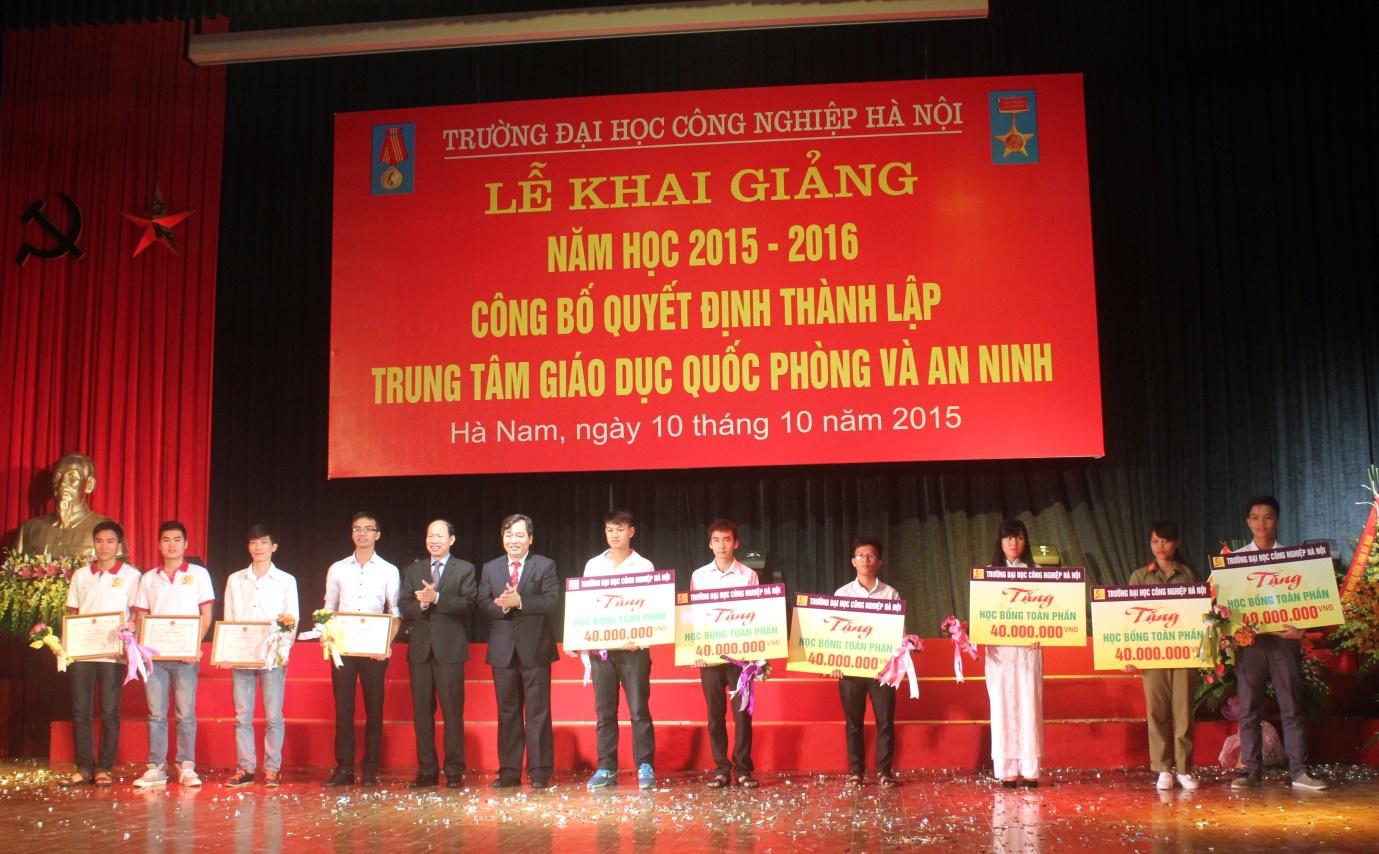 TRƯỜNG ĐẠI HỌC CÔNG NGHIỆP HÀ NỘI
LỄ KHAI GIẢNG
NĂM HỌC 2015 - 2016
CÔNG BỐ QUYẾT ĐỊNH THÀNH LẬP
TRUNG TÂM GIÁO DỤC QUỐC PHÒNG VÀ AN NINH
Hà Nam, ngày 10 tháng 10 năm 2015
TRƯỜNG ĐẠI HỌC CÔNG NGHIỆP HÀ NỘI
Tặng
HỌC BỔNG TOÀN PHẦN
40.000.000 VNĐ
TRƯỜNG ĐẠI HỌC CÔNG NGHIỆP HÀ NỘI
Tặng
HỌC BỔNG TOÀN PHẦN
40.000.000 VNĐ
TRƯỜNG ĐẠI HỌC CÔNG NGHIỆP HÀ NỘI
Tặng
HỌC BỔNG TOÀN PHẦN
40.000.000
TRƯỜNG ĐẠI HỌC CÔNG NGHIỆP HÀ NỘI
Tặng
HỌC BỔNG TOÀN PHẦN
40.000.000 VNĐ
TRƯỜNG ĐẠI HỌC CÔNG NGHIỆP HÀ NỘI
Tặng
HỌC BỔNG TOÀN PHẦN
40.000.000
TRƯỜNG ĐẠI HỌC CÔNG NGHIỆP HÀ NỘI
Tặng
HỌC BỔNG TOÀN PHẦN
40.000.000 VNĐ